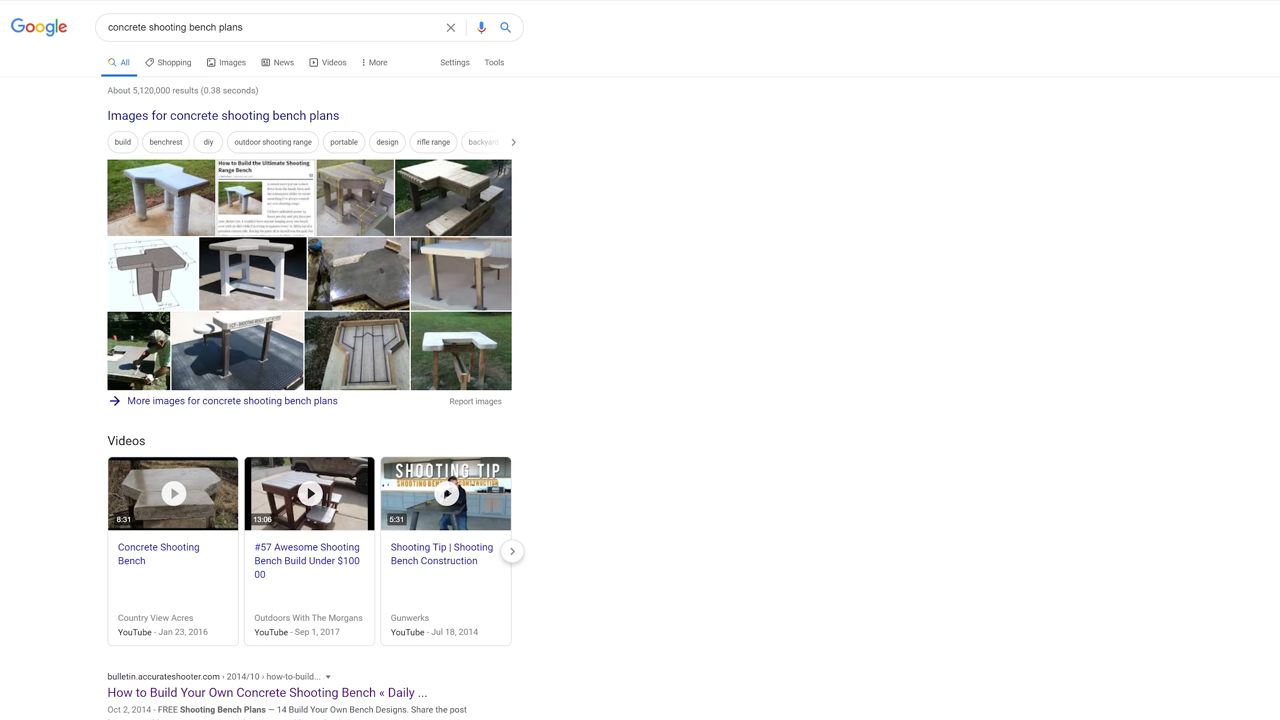 Google
concrete shooting bench plans
All Shopping Images News Videos More Settings Tools
About 5,120,000 results (0.38 seconds)
Images for concrete shooting bench plans
build benchrest diy outdoor shooting range portable design rifle range backyard
How to Build the Ultimate Shooting
Range Bench
More images for concrete shooting bench plans
Report images
Videos
SHOOTING TIP
8:31 13:06 5:31
Concrete Shooting
Bench
Country View Acres
YouTube - Jan 23, 2016
#57 Awesome Shooting
Bench Build Under $100
00
Outdoors With The Morgans
YouTube - Sep 1, 2017
Shooting Tip | Shooting
Bench Construction
Gunwerks
YouTube - Jul 18, 2014
bulletin.accurateshooter.com › 2014/10 › how-to-build...
How to Build Your Own Concrete Shooting Bench « Daily ...
Oct 2, 2014 - FREE Shooting Bench Plans — 14 Build Your Own Bench Designs. Share the post